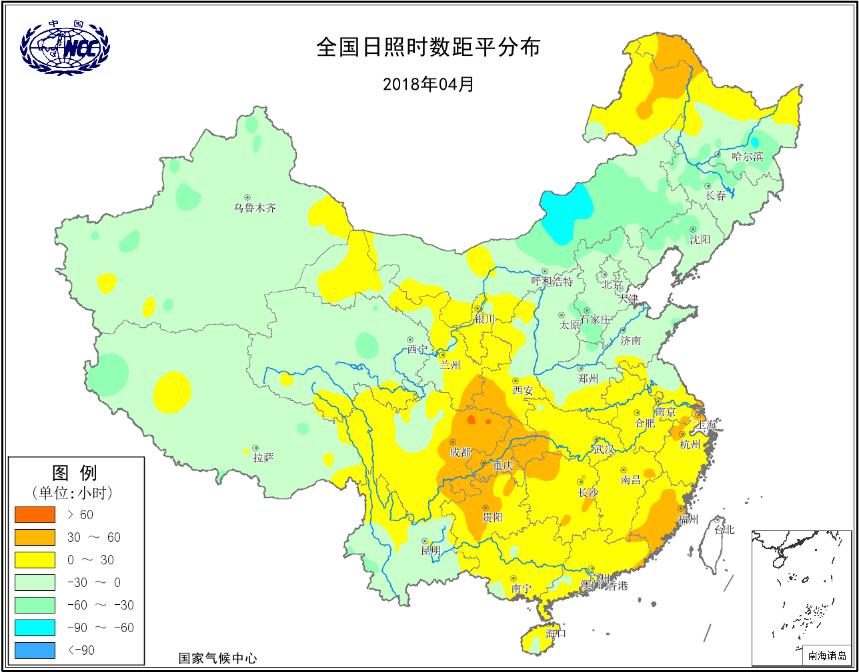 中国
NCC
全国日照时数距平分布
2018年04月
哈尔滨
长春
乌鲁木齐
沈阳
呼和浩特
北京
天津
银川
太原
石家庄
济南
西宁
兰州
郑州
西安
南京
合肥
上海
成都
武汉
杭州
拉萨
重庆
南昌
长沙
贵阳
福州
台北
昆明
广州
南宁
澳门
香港
海口
图 例
(单位:小时)
> 60
30 ~ 60
0 ~ 30
-30 ~ 0
-60 ~ -30
-90 ~ -60
<-90
国家气候中心
南海诸岛